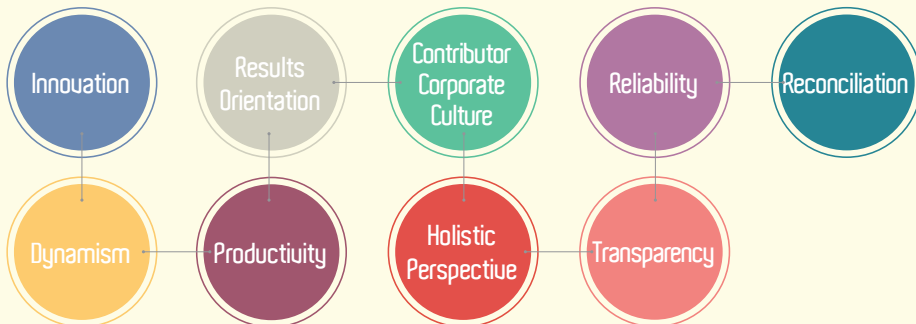 Innovation
Results
Orientation
Contributor
Corporate
Culture
Reliability
Reconciliation
Dynamism
Productivity
Holistic
Perspective
Transparency